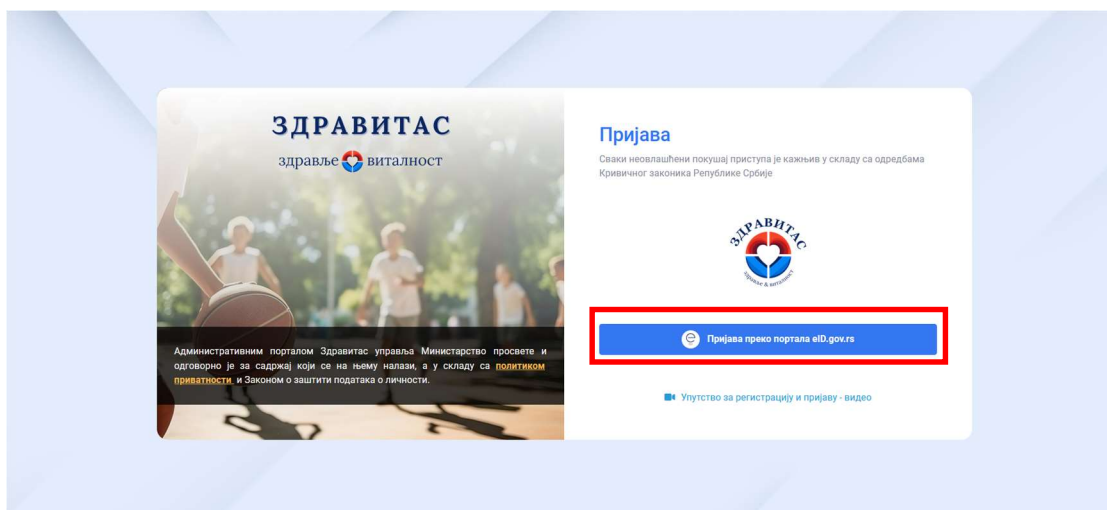 ЗДРАВИТАС
здравље виталност
Административним порталом Здравитас управља Министарство просвете и
одговорно је за садржај који се на њему налази, а у складу са политиком
приватности и Законом о заштити података о личности.
Пријава
Сваки неовлашћени покушај приступа је кажњив у складу са одредбама
Кривичног законика Републике Србије
ЗДРАВИТАС
здравље & виталност
Пријава преко портала eID.gov.rs
Упутство за регистрацију и пријаву - видео